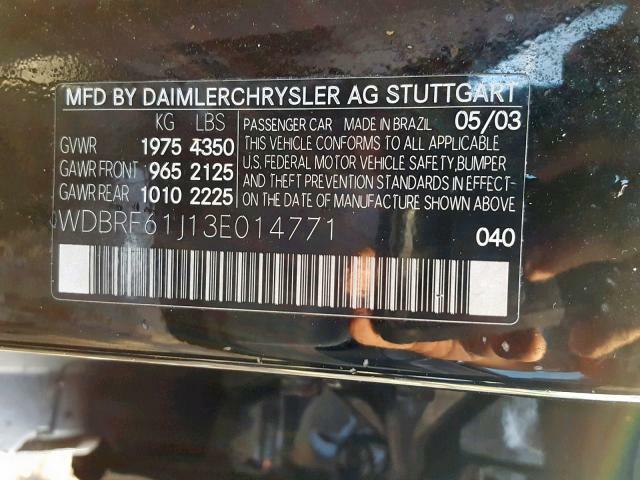 MFD BY DAIMLERCHRYSLER AG STUTTGART
KG LBS
GVWR 1975 4350
GAWR FRONT 965 2125
GAWR REAR 1010 2225
PASSENGER CAR MADE IN BRAZIL 05/03
THIS VEHICLE CONFORMS TO ALL APPLICABLE
U.S. FEDERAL MOTOR VEHICLE SAFETY, BUMPER
AND THEFT PREVENTION STANDARDS IN EFFECT-
ON THE DATE OF MANUFACTURE SHOWN ABOVE
WDBRF61J13E014771
040